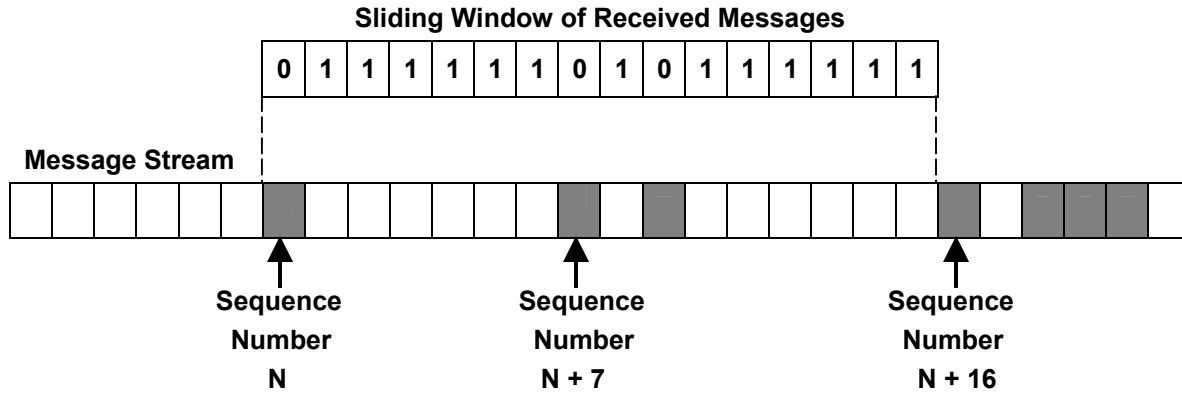 Sliding Window of Received Messages
0 1 1 1 1 1 1 0 1 0 1 1 1 1 1 1
Message Stream
Sequence Number N
Sequence Number N + 7
Sequence Number N + 16